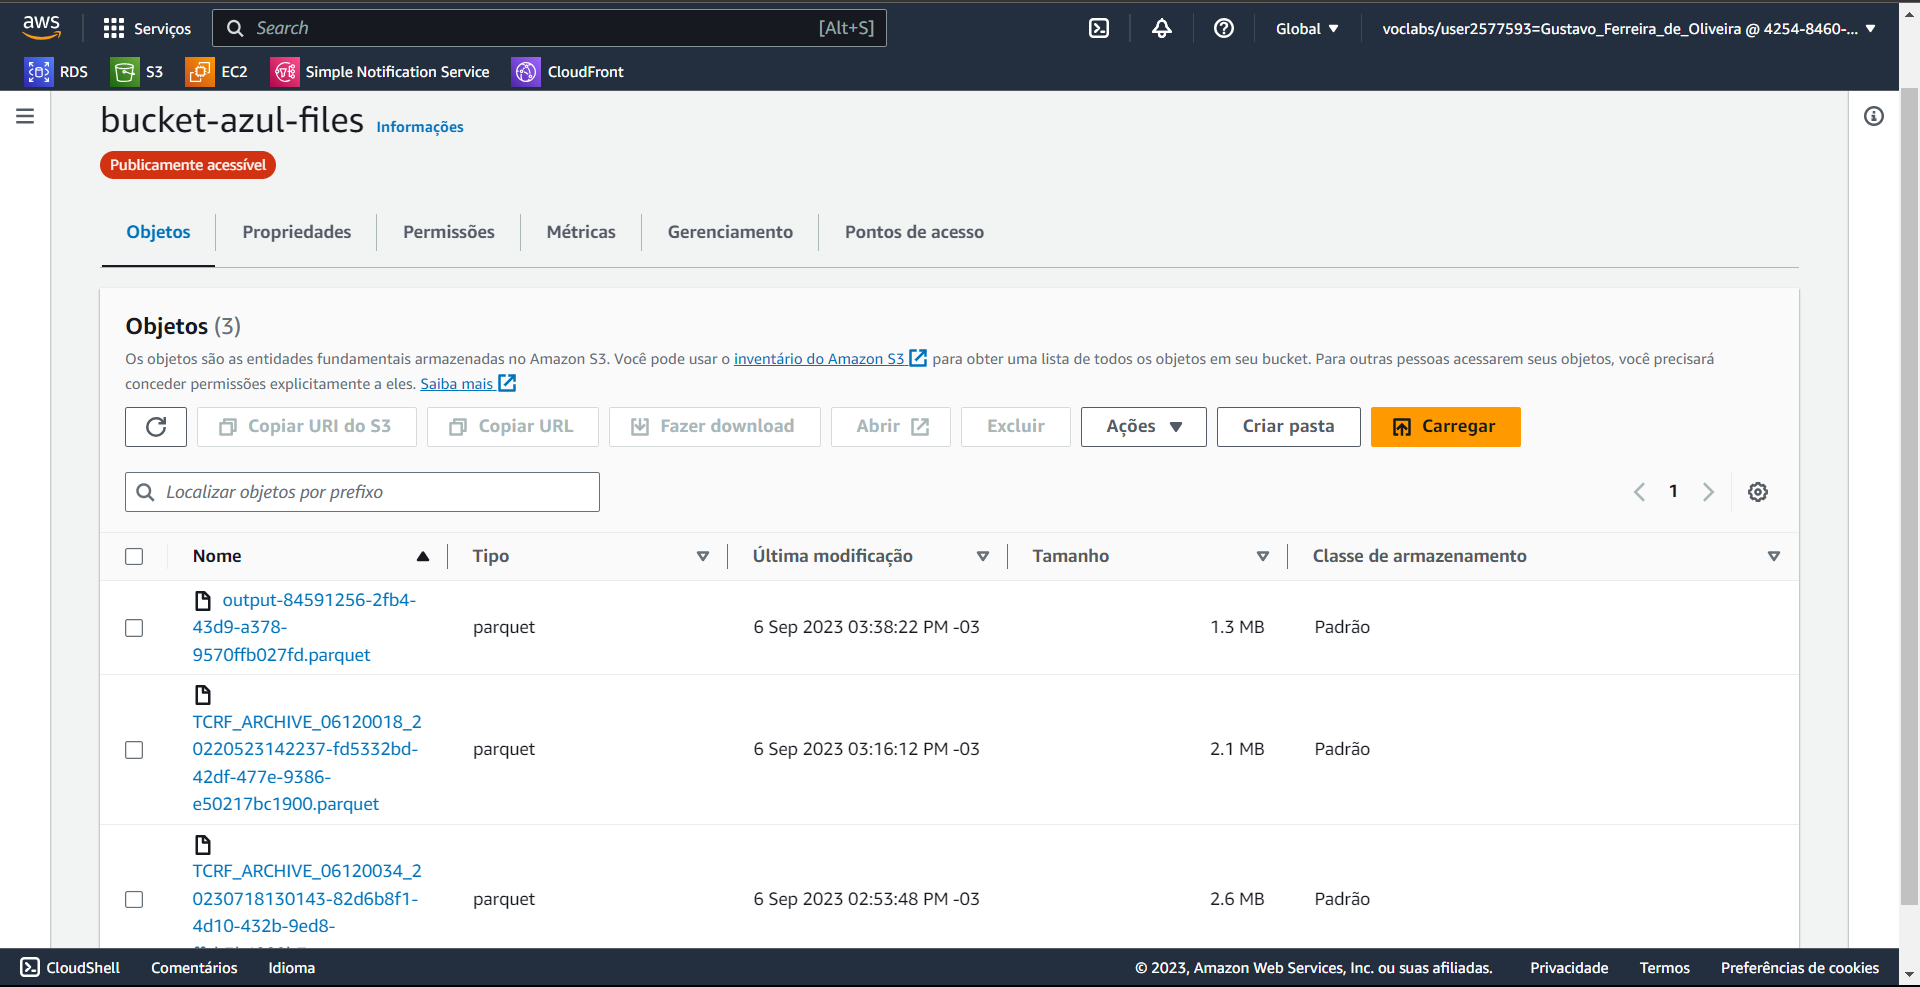 aws
Serviços
Search
[Alt+S]
Global
voclabs/user2577593=Gustavo_Ferreira_de_Oliveira @ 4254-8460-...
RDS
S3
EC2
Simple Notification Service
CloudFront
bucket-azul-files
Informações
Publicamente acessível
Objetos
Propriedades
Permissões
Métricas
Gerenciamento
Pontos de acesso
Objetos (3)
Os objetos são as entidades fundamentais armazenadas no Amazon S3. Você pode usar o inventário do Amazon S3 para obter uma lista de todos os objetos em seu bucket. Para outras pessoas acessarem seus objetos, você precisará
conceder permissões explicitamente a eles. Saiba mais
Copiar URI do S3
Copiar URL
Fazer download
Abrir
Excluir
Ações
Criar pasta
Carregar
Localizar objetos por prefixo
1
Nome
Tipo
Última modificação
Tamanho
Classe de armazenamento
output-84591256-2fb4-
43d9-a378-
9570ffb027fd.parquet
parquet
6 Sep 2023 03:38:22 PM -03
1.3 MB
Padrão
TCRF_ARCHIVE_06120018_2
0220523142237-fd5332bd-
42df-477e-9386-
e50217bc1900.parquet
parquet
6 Sep 2023 03:16:12 PM -03
2.1 MB
Padrão
TCRF_ARCHIVE_06120034_2
0230718130143-82d6b8f1-
4d10-432b-9ed8-
parquet
6 Sep 2023 02:53:48 PM -03
2.6 MB
Padrão
CloudShell
Comentários
Idioma
© 2023, Amazon Web Services, Inc. ou suas afiliadas.
Privacidade
Termos
Preferências de cookies